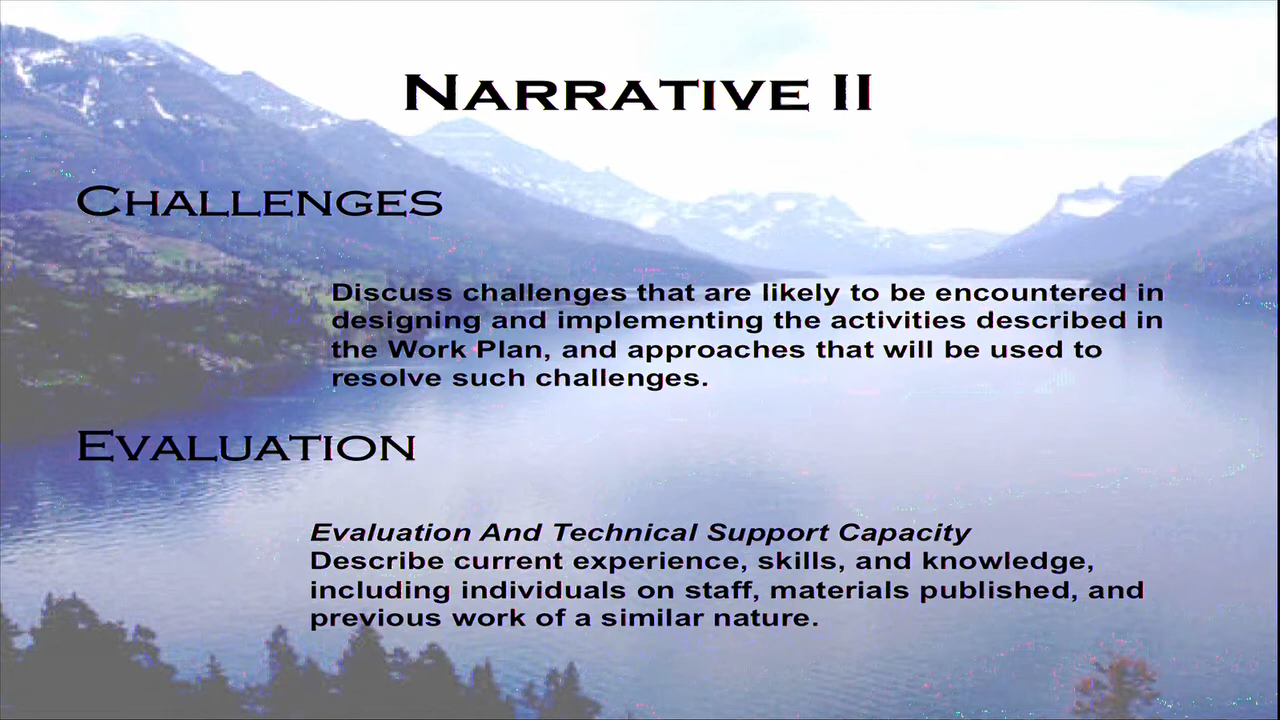 NARRATIVE II
CHALLENGES
Discuss challenges that are likely to be encountered in
designing and implementing the activities described in
the Work Plan, and approaches that will be used to
resolve such challenges.
EVALUATION
Evaluation And Technical Support Capacity
Describe current experience, skills, and knowledge,
including individuals on staff, materials published, and
previous work of a similar nature.